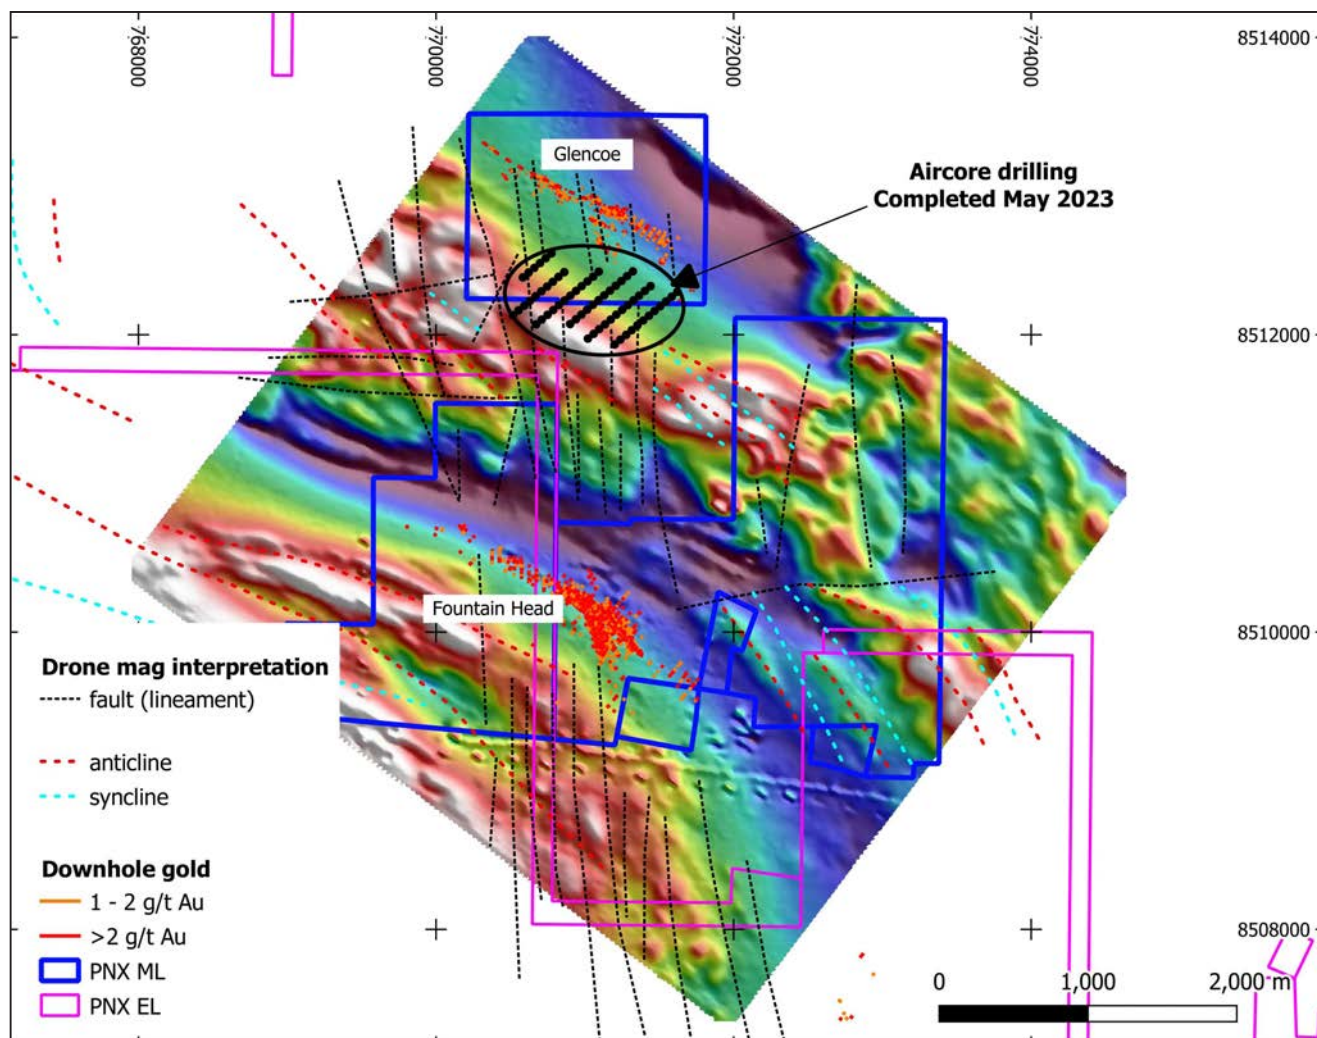 768000
770000
772000
774000
8514000
Glencoe
Aircore drilling
Completed May 2023
8512000
Fountain Head
8510000
Drone mag interpretation
fault (lineament)
anticline
syncline
Downhole gold
1 - 2 g/t Au
>2 g/t Au
PNX ML
PNX EL
8508000
0 1,000 2,000 m